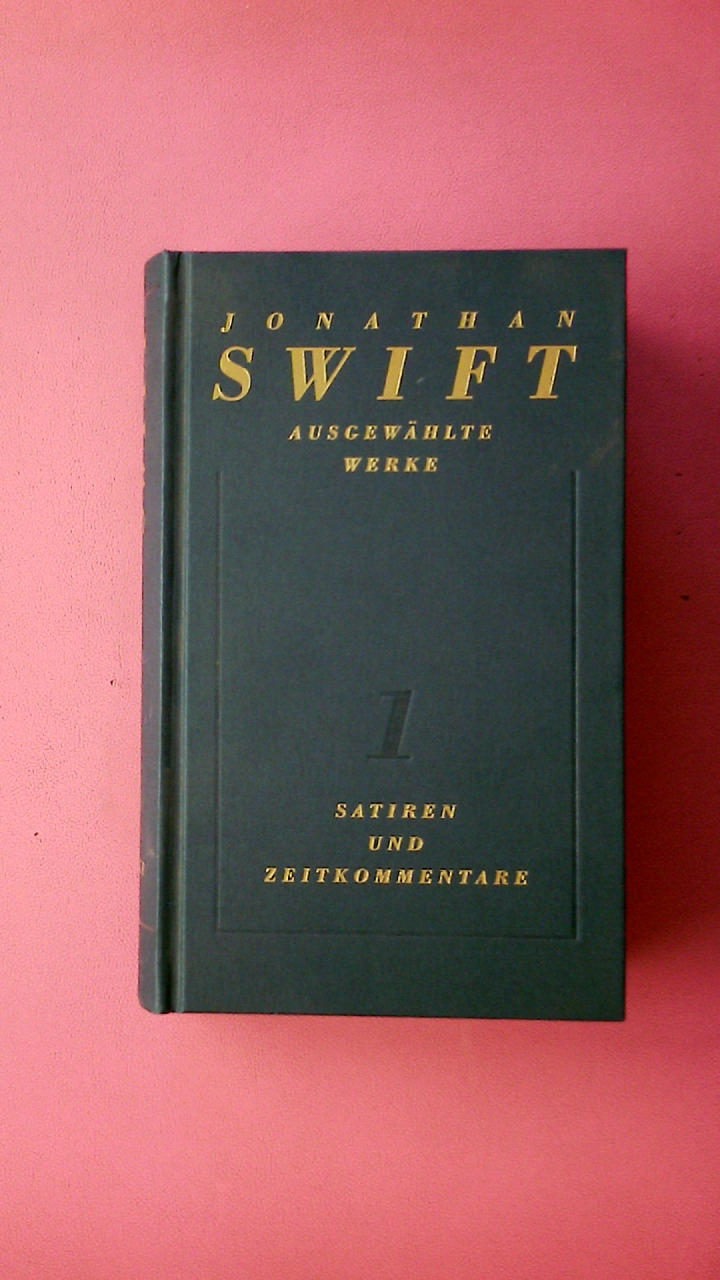 JONATHAN
SWIFT
AUSGEWÄHLTE
WERKE
1
SATIREN
UND
ZEITKOMMENTARE